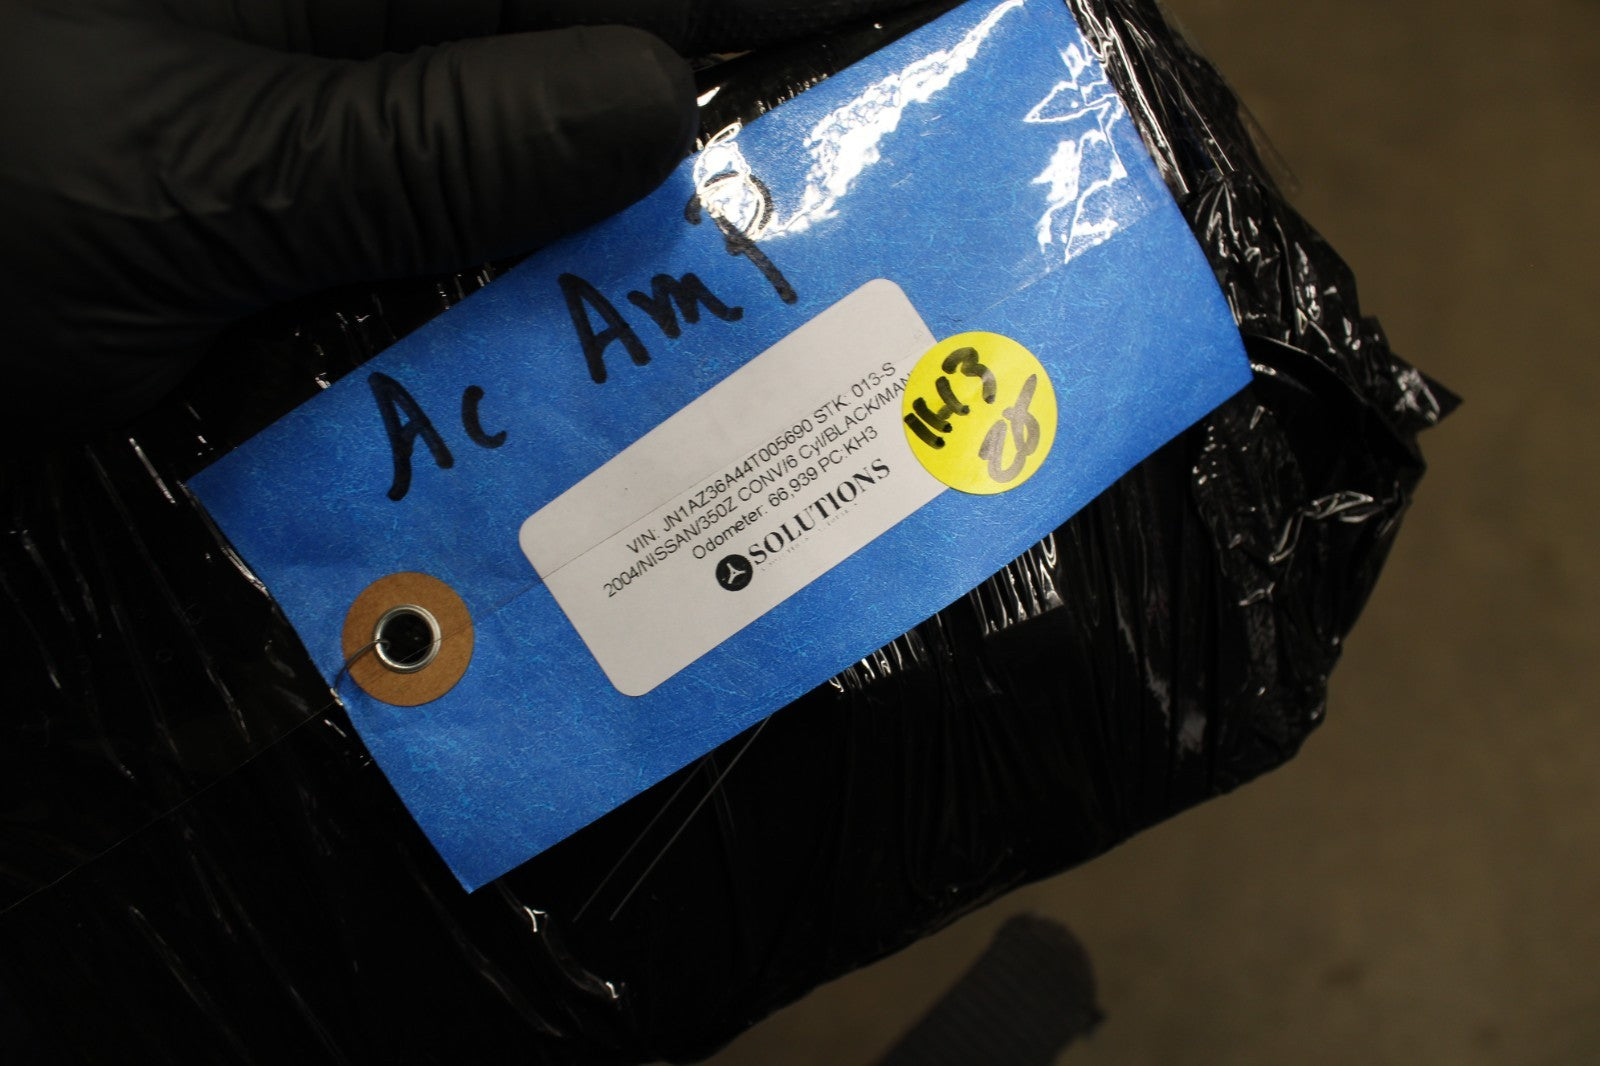 Ac Amp
VIN: JN1AZ36A44T005690 STK: 013-S
2004/NISSAN/350Z CONV/6 Cyl/BLACK/MAN
Odometer: 66,939 PC:KH3
SOLUTIONS
1143
28